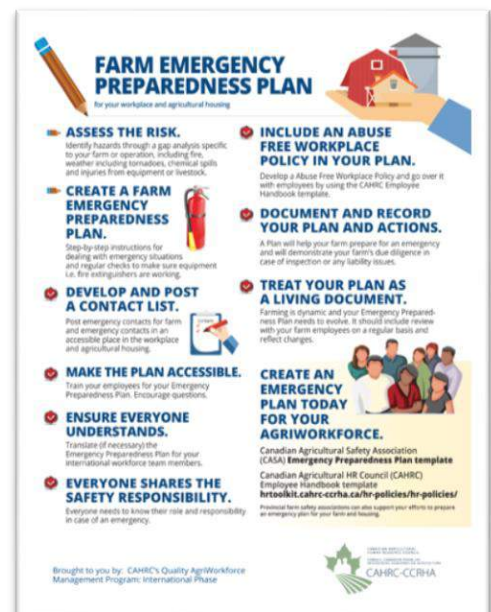 FARM EMERGENCY
PREPAREDNESS PLAN
for your workplace and agricultural housing
ASSESS THE RISK.
Identify hazards through a gap analysis specific
to your farm or operation, including fire,
weather including tornadoes, chemical spills
and injuries from equipment or livestock.
CREATE A FARM
EMERGENCY
PREPAREDNESS
PLAN.
Step-by-step instructions for
dealing with emergency situations
and regular checks to make sure equipment
i.e. fire extinguishers are working.
DEVELOP AND POST
A CONTACT LIST.
Post emergency contacts for farm
and emergency contacts in an
accessible place in the workplace
and agricultural housing.
MAKE THE PLAN ACCESSIBLE.
Train your employees for your Emergency
Preparedness Plan. Encourage questions.
ENSURE EVERYONE
UNDERSTANDS.
Translate (if necessary) the
Emergency Preparedness Plan for your
international workforce team members.
EVERYONE SHARES THE
SAFETY RESPONSIBILITY.
Everyone needs to know their role and responsibility
in case of an emergency.
INCLUDE AN ABUSE
FREE WORKPLACE
POLICY IN YOUR PLAN.
Develop a Abuse Free Workplace Policy and go over it
with employees by using the CAHRC Employee
Handbook template.
DOCUMENT AND RECORD
YOUR PLAN AND ACTIONS.
A Plan will help your farm prepare for an emergency
and will demonstrate your farm's due diligence in
case of inspection or any liability issues.
TREAT YOUR PLAN AS
A LIVING DOCUMENT.
Farming is dynamic and your Emergency Prepared-
ness Plan needs to evolve. It should include review
with your farm employees on a regular basis and
reflect changes.
CREATE AN
EMERGENCY
PLAN TODAY
FOR YOUR
AGRIWORKFORCE.
Canadian Agricultural Safety Association
(CASA) Emergency Preparedness Plan template
Canadian Agricultural HR Council (CAHRC)
Employee Handbook template
hrtoolkit.cahrc-ccrha.ca/hr-policies/hr-policies/
Provincial farm safety associations can also support your efforts to prepare
an emergency plan for your farm and housing.
Brought to you by: CAHRC's Quality AgriWorkforce
Management Program: International Phase
CAHRC-CCRHA